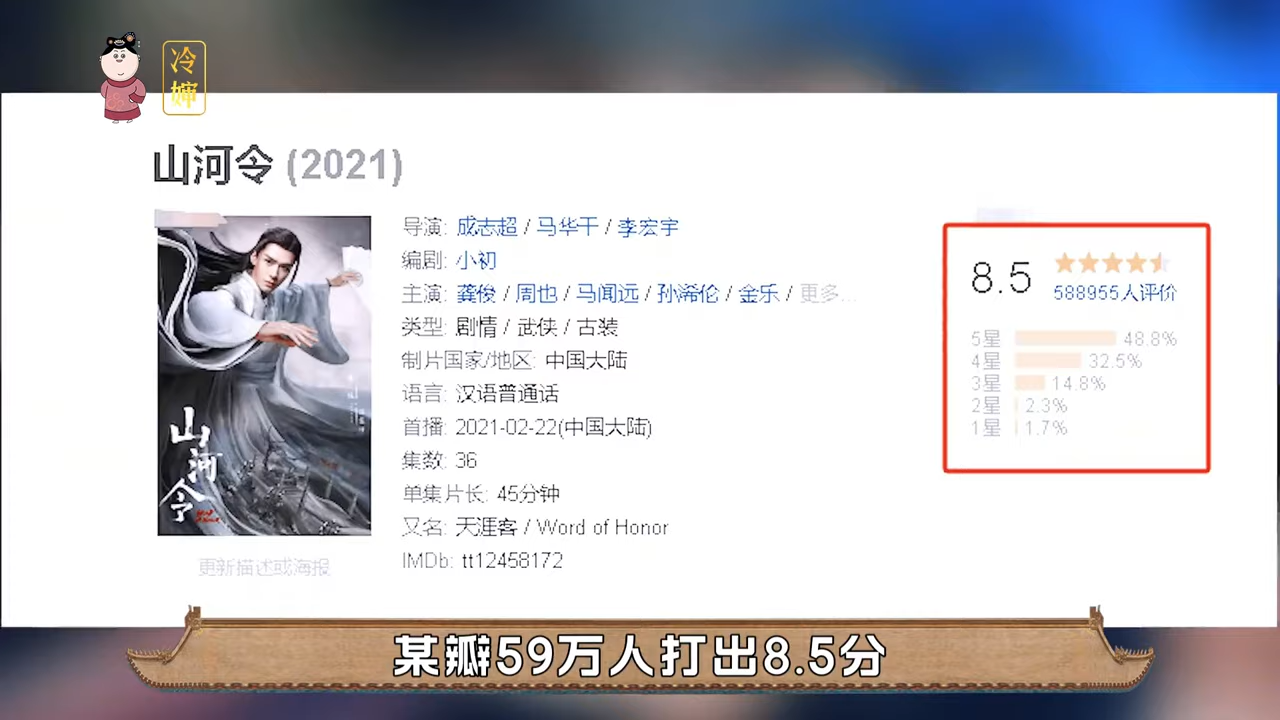 冷
婶
山河令 (2021)
导演: 成志超 / 马华干 / 李宏宇
编剧: 小初
主演: 龚俊 / 周也 / 马闻远 / 孙浠伦 / 金乐 / 更多...
类型: 剧情 / 武侠 / 古装
制片国家/地区: 中国大陆
语言: 汉语普通话
首播: 2021-02-22(中国大陆)
集数: 36
单集片长: 45分钟
又名: 天涯客 / Word of Honor
IMDb: tt12458172
8.5
588955人评价
5星 48.8%
4星 32.5%
3星 14.8%
2星 2.3%
1星 1.7%
山河令
更新描述或海报
某瓣59万人打出8.5分